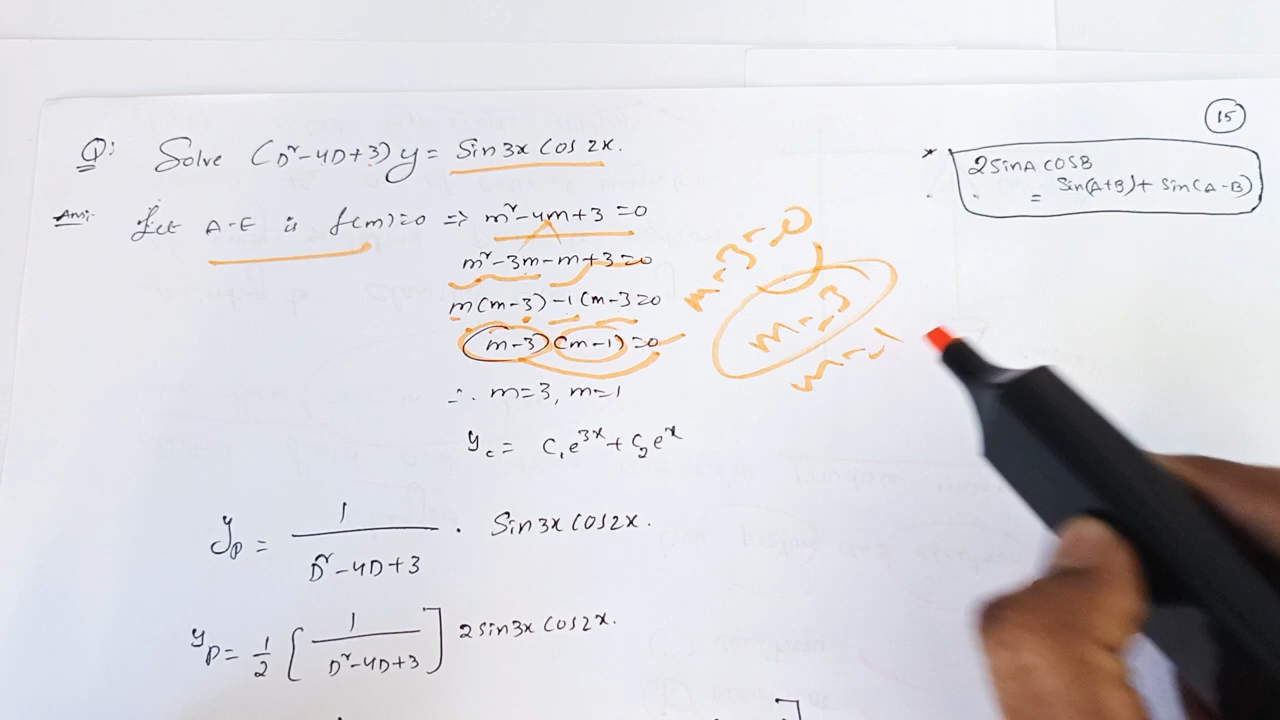 15
Q: Solve (D²-4D+3)y = Sin3x Cos2x.
* 2SinA COSB
= Sin(A+B)+ Sin(A-B)
Ans:- Let A-E is f(m)=0 => m²-4m+3 =0
m²-3m-m+3=0
m(m-3)-1(m-3=0
(m-3)(m-1)=0
m-3=0
m=3
m=1
∴ m=3, m=1
y_c = C₁e^3x + C₂e^x
y_p = 1/(D²-4D+3) . Sin3x COS2x.
y_p = 1/2 [1/(D²-4D+3)] 2sin3x cos2x.